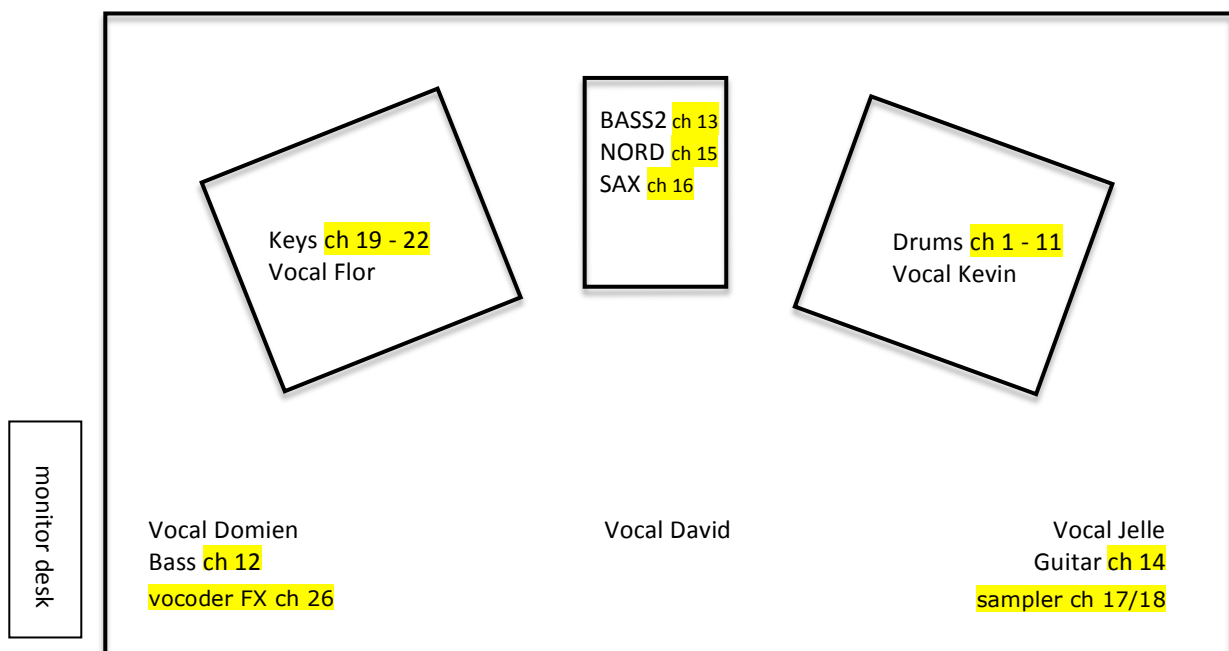 BASS2 ch 13
NORD ch 15
SAX ch 16
Keys ch 19 - 22
Vocal Flor
Drums ch 1 - 11
Vocal Kevin
monitor desk
Vocal Domien
Bass ch 12
vocoder FX ch 26
Vocal David
Vocal Jelle
Guitar ch 14
sampler ch 17/18